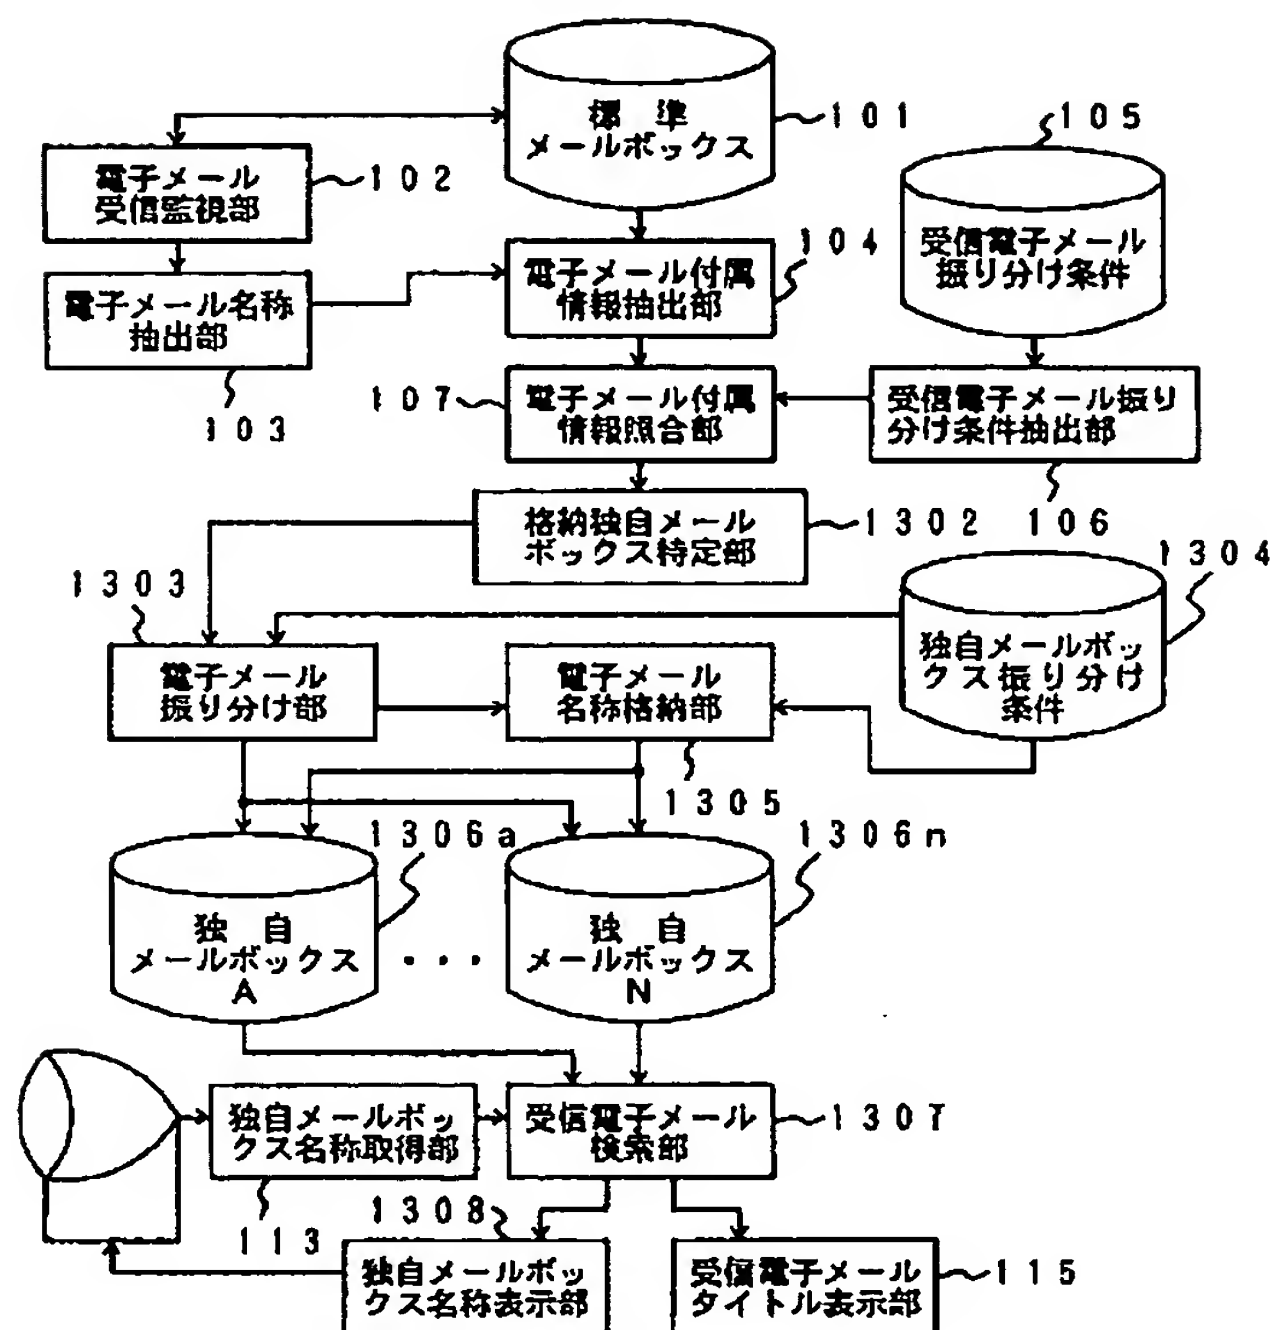 標 準
メールボックス
101
105
電子メール
受信監視部
102
受信電子メール
振り分け条件
104
電子メール付属
情報抽出部
電子メール名称
抽出部
103
107
電子メール付属
情報照合部
受信電子メール振り
分け条件抽出部
106
格納独自メール
ボックス特定部
1302
1304
1303
独自メールボッ
クス振り分け
条件
電子メール
振り分け部
電子メール
名称格納部
1305
1306a
1306n
独 自
メールボックス
A
・・・
独 自
メールボックス
N
独自メールボッ
クス名称取得部
113
受信電子メール
検索部
1307
1308
独自メールボッ
クス名称表示部
受信電子メール
タイトル表示部
115